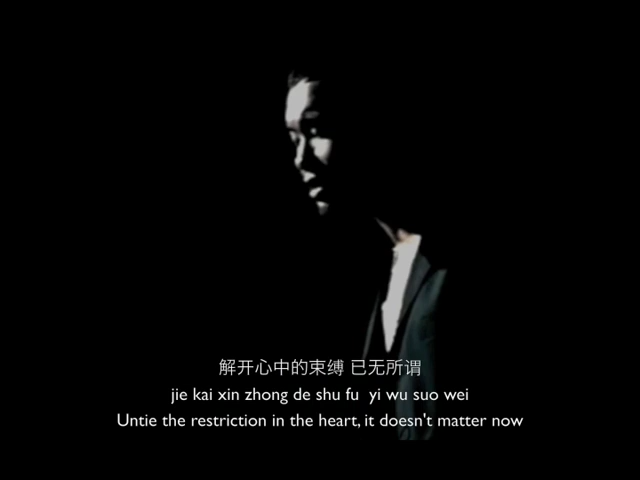 解开心中的束缚 已无所谓
jie kai xin zhong de shu fu  yi wu suo wei
Untie the restriction in the heart, it doesn't matter now